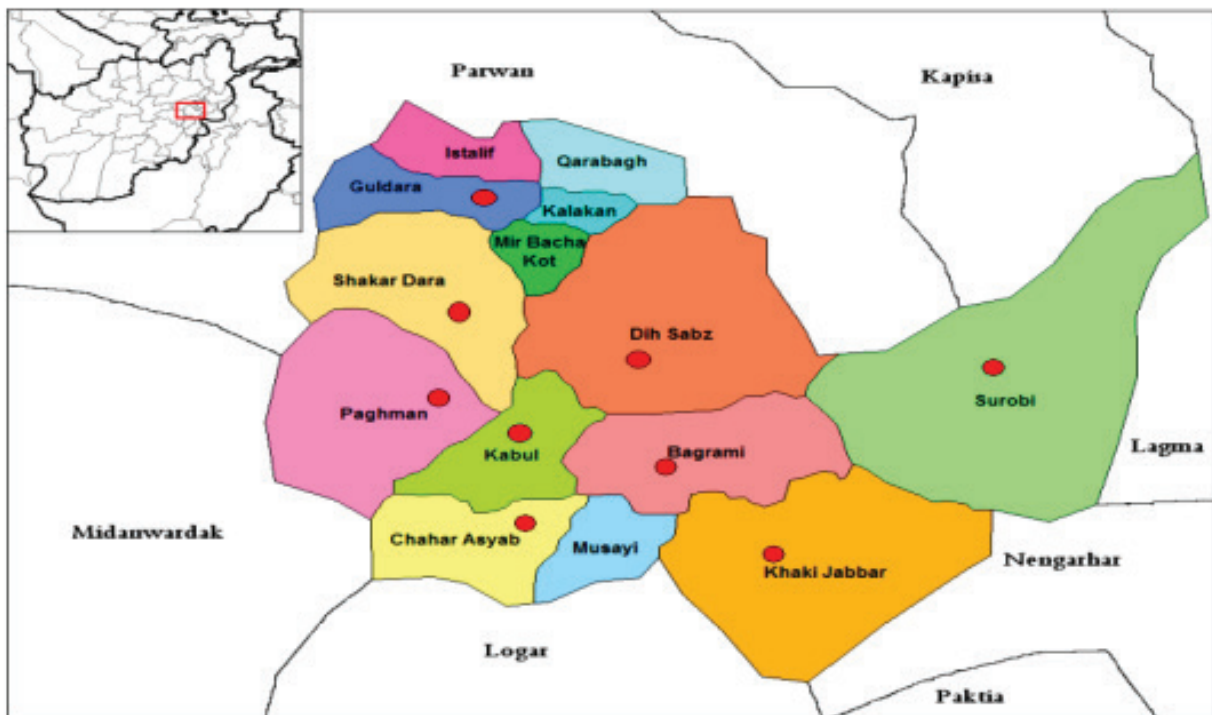 Parwan
Kapisa
Istalif
Qarabagh
Guldara
Kalakan
Mir Bacha
Kot
Shakar Dara
Dih Sabz
Surobi
Paghman
Kabul
Bagrami
Lagma
Midanwardak
Chahar Asyab
Musayi
Khaki Jabbar
Nengarhar
Logar
Paktia